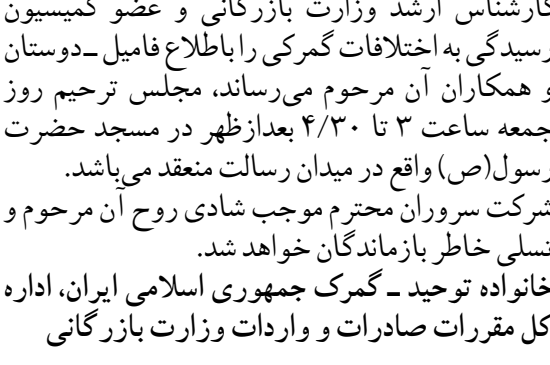 کارشناس ارشد وزارت بازرگانی و عضو کمیسیون
رسیدگی به اختلافات گمرکی را باطلاع فامیل ـ دوستان
و همکاران آن مرحوم می‌رساند، مجلس ترحیم روز
جمعه ساعت ۳ تا ۴/۳۰ بعدازظهر در مسجد حضرت
رسول(ص) واقع در میدان رسالت منعقد می‌باشد.
شرکت سروران محترم موجب شادی روح آن مرحوم و
تسلی خاطر بازماندگان خواهد شد.
خانواده توحید ـ گمرک جمهوری اسلامی ایران، اداره
کل مقررات صادرات و واردات وزارت بازرگانی